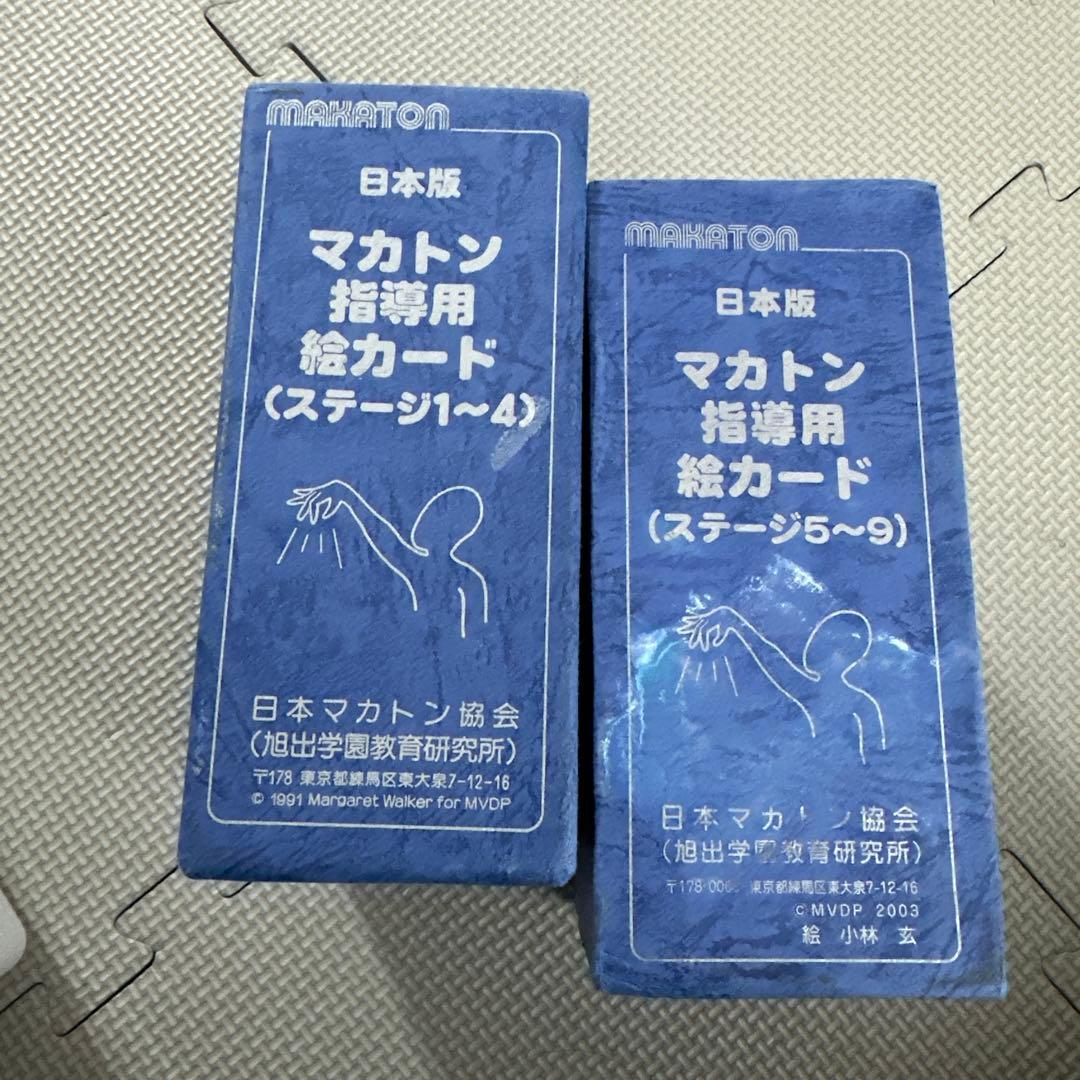 MAKATON
日本版
マカトン
指導用
絵カード
(ステージ1〜4)
日本マカトン協会
(旭出学園教育研究所)
〒178 東京都練馬区東大泉7-12-16
© 1991 Margaret Walker for MVDP
MAKATON
日本版
マカトン
指導用
絵カード
(ステージ5〜9)
日本マカトン協会
(旭出学園教育研究所)
東京都練馬区東大泉7-12-16
©MVDP 2003
絵 小林 玄